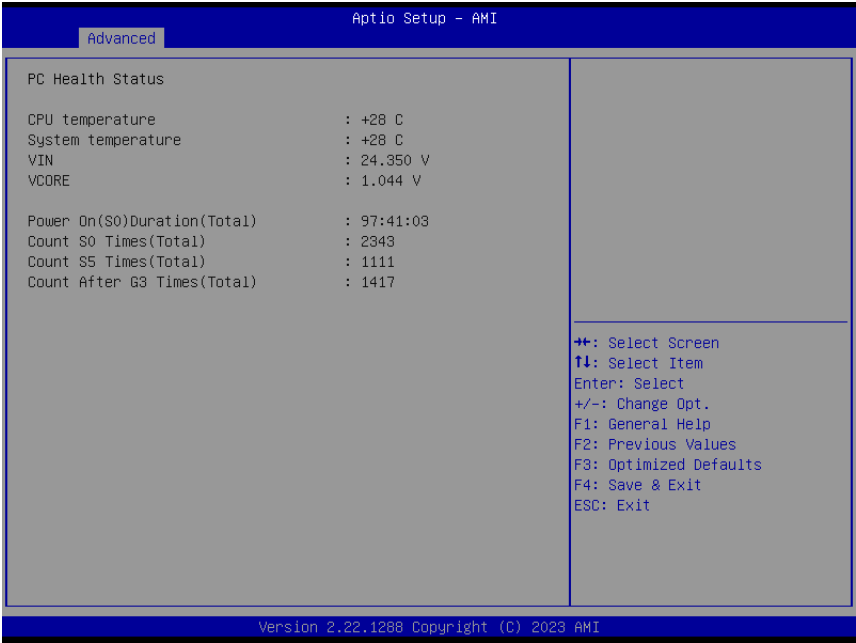 Aptio Setup – AMI
Advanced
PC Health Status
CPU temperature : +28 C
System temperature : +28 C
VIN : 24.350 V
VCORE : 1.044 V
Power On(S0)Duration(Total) : 97:41:03
Count S0 Times(Total) : 2343
Count S5 Times(Total) : 1111
Count After G3 Times(Total) : 1417
→←: Select Screen
↑↓: Select Item
Enter: Select
+/-: Change Opt.
F1: General Help
F2: Previous Values
F3: Optimized Defaults
F4: Save & Exit
ESC: Exit
Version 2.22.1288 Copyright (C) 2023 AMI